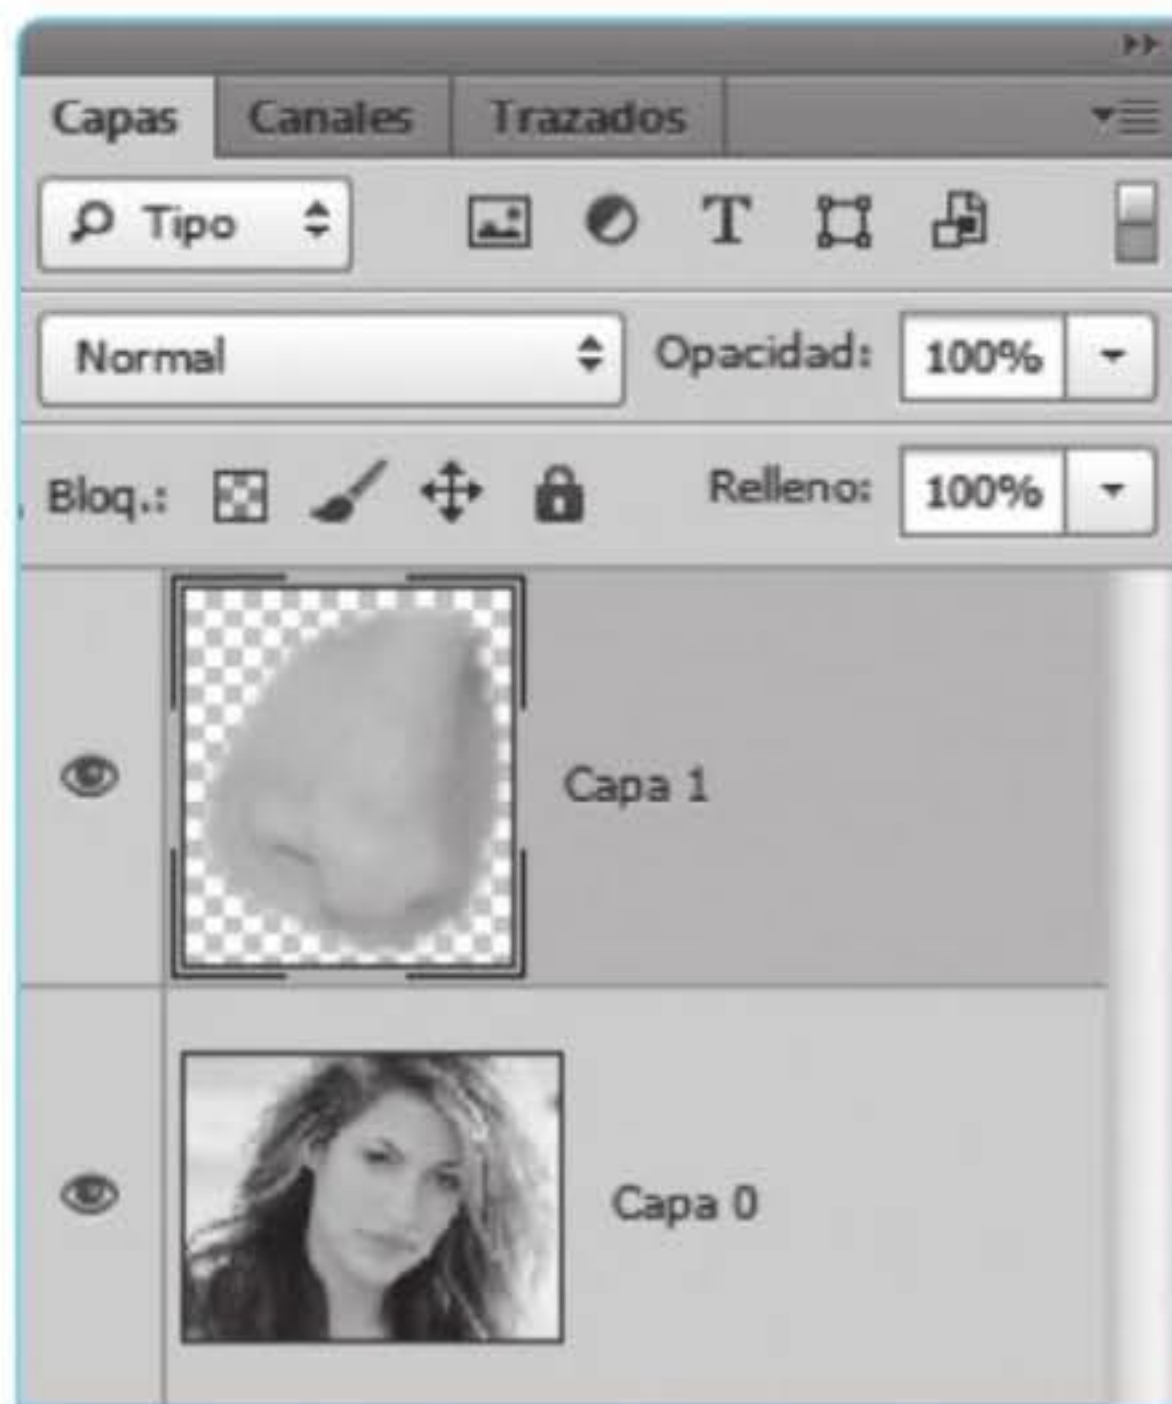 Capas Canales Trazados
Tipo T
Normal Opacidad: 100%
Bloq.: Relleno: 100%
Capa 1
Capa 0